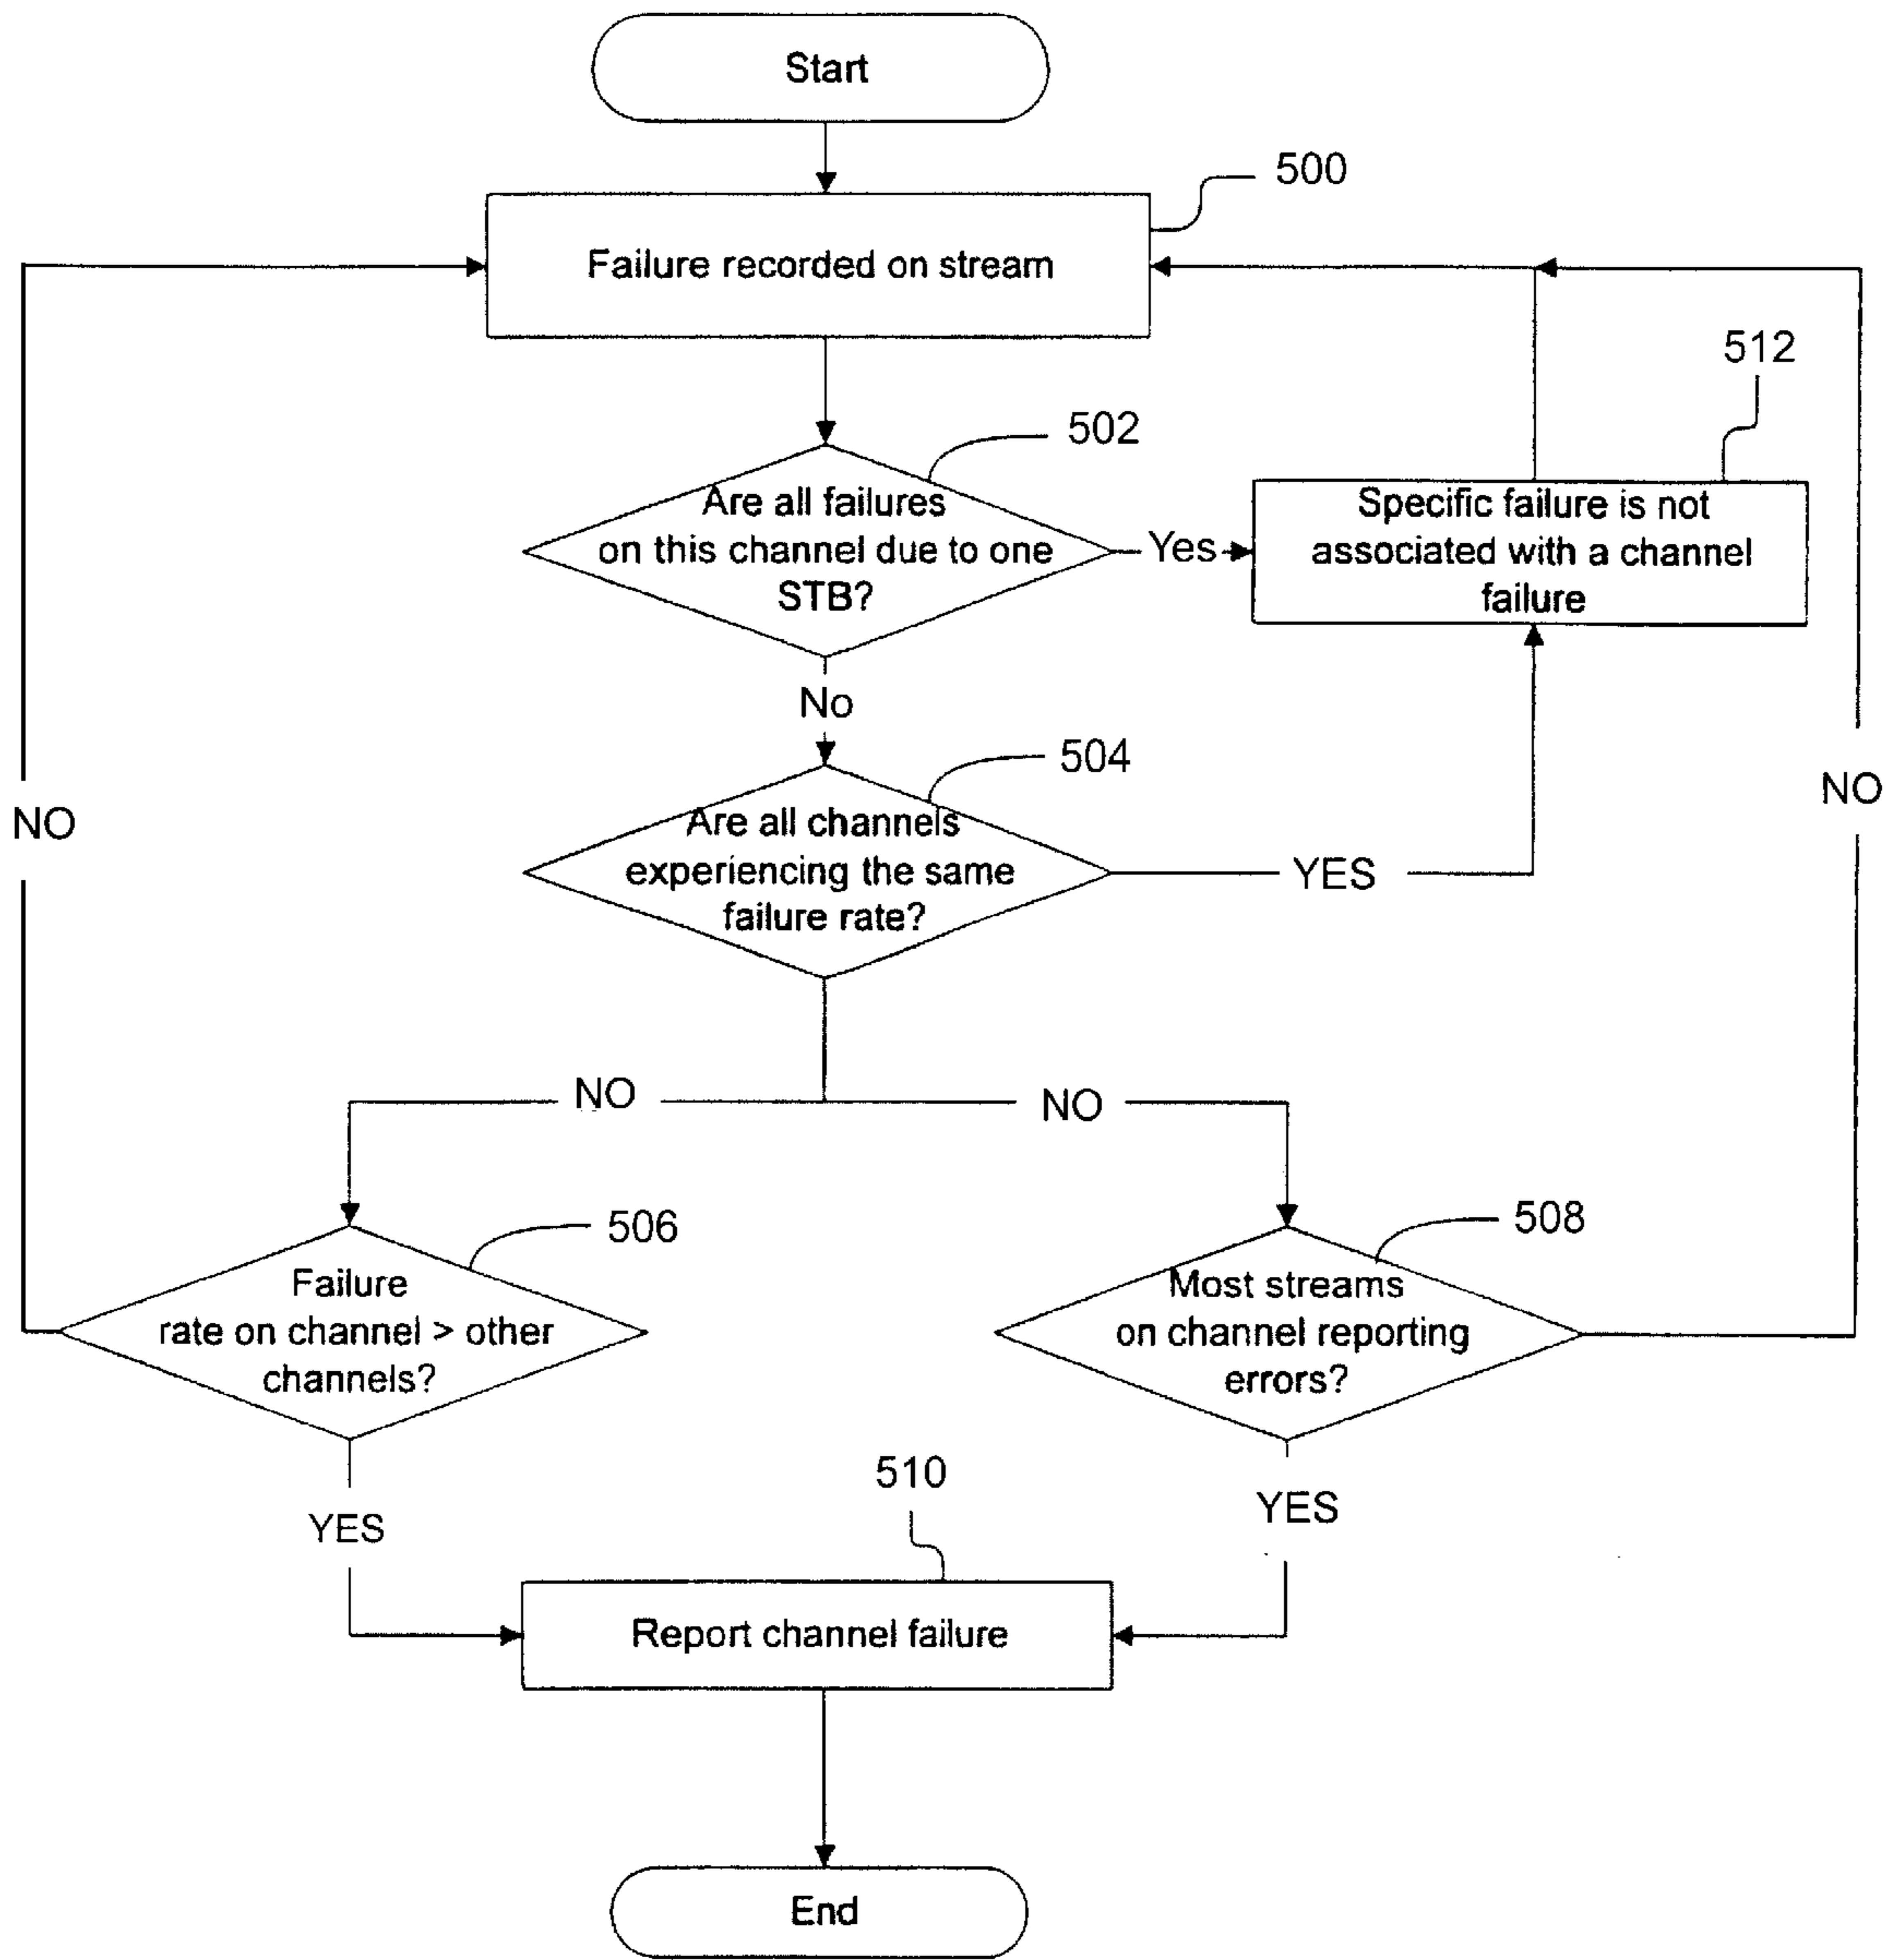 Start
500
Failure recorded on stream
512
502
Are all failures
on this channel due to one
STB?
Yes
Specific failure is not
associated with a channel
failure
No
504
Are all channels
experiencing the same
failure rate?
YES
NO
NO
NO
NO
506
508
Failure
rate on channel > other
channels?
Most streams
on channel reporting
errors?
YES
YES
510
Report channel failure
End